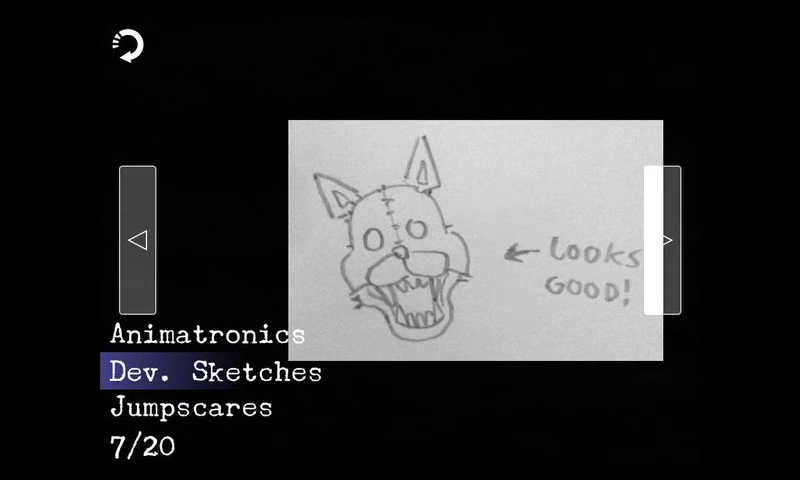 LOOKS
GOOD!
Animatronics
Dev. Sketches
Jumpscares
7/20